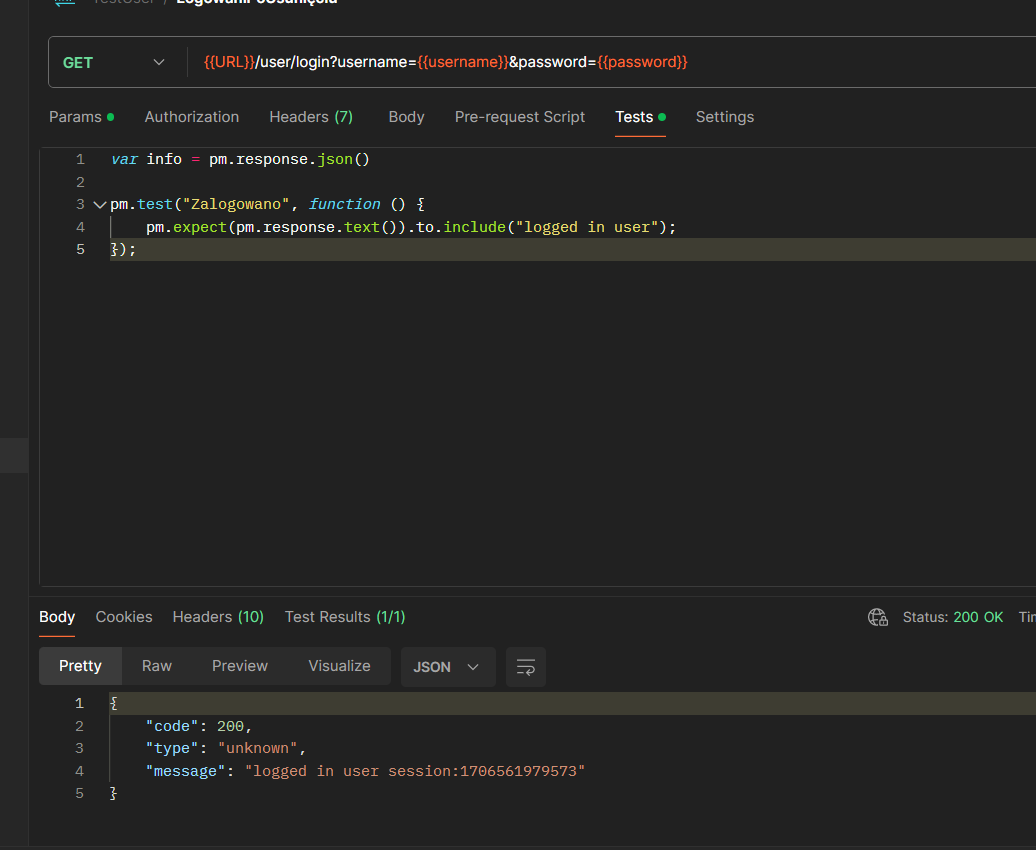 TestUser / LogowaniePoUsunięciu
GET {{URL}}/user/login?username={{username}}&password={{password}}
Params Authorization Headers (7) Body Pre-request Script Tests Settings
1 var info = pm.response.json()
2
3 pm.test("Zalogowano", function () {
4 pm.expect(pm.response.text()).to.include("logged in user");
5 });
Body Cookies Headers (10) Test Results (1/1) Status: 200 OK
Pretty Raw Preview Visualize JSON
1 {
2 "code": 200,
3 "type": "unknown",
4 "message": "logged in user session:1706561979573"
5 }